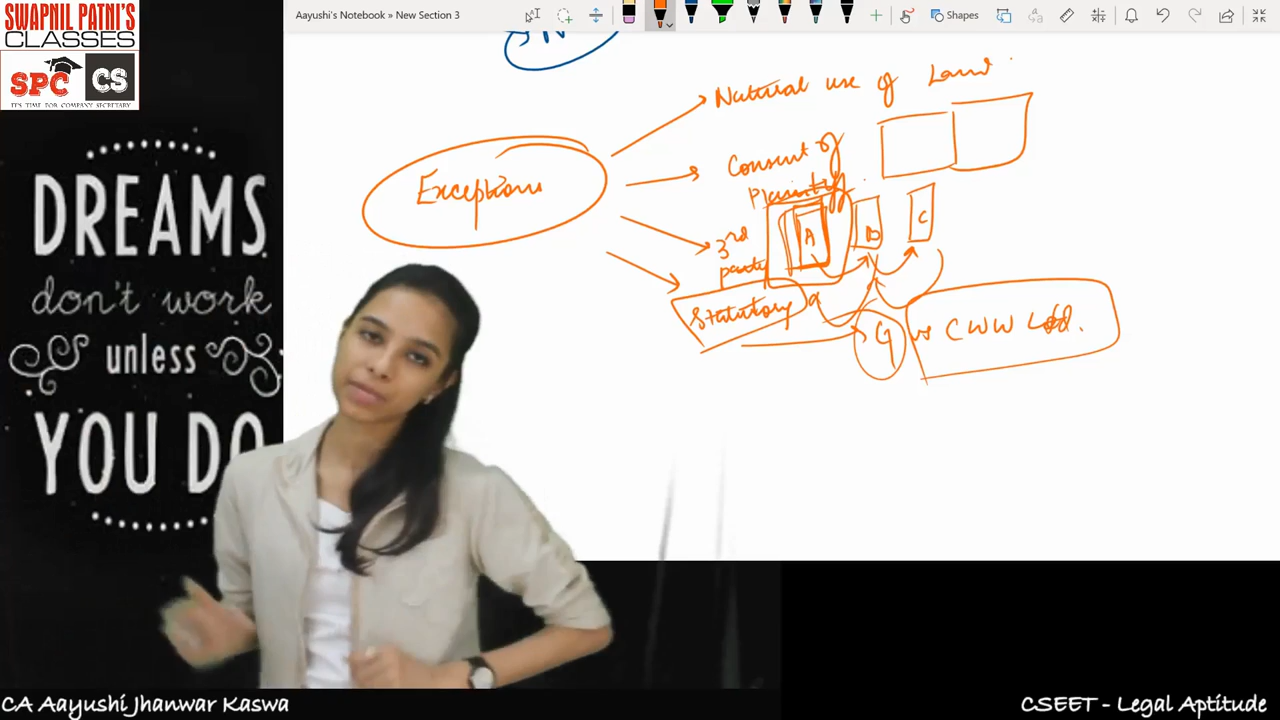 SWAPNIL PATNI'S
CLASSES
SPC CS
IT'S TIME FOR COMPANY SECRETARY
DREAMS
don't work
unless
YOU DO
Aayushi's Notebook » New Section 3
Shapes
Exceptions
Natural use of Land
Consent of
Plaintiff
3rd
party
A
B
C
Statutory
G vs CWW Ltd.
CA Aayushi Jhanwar Kaswa
CSEET - Legal Aptitude